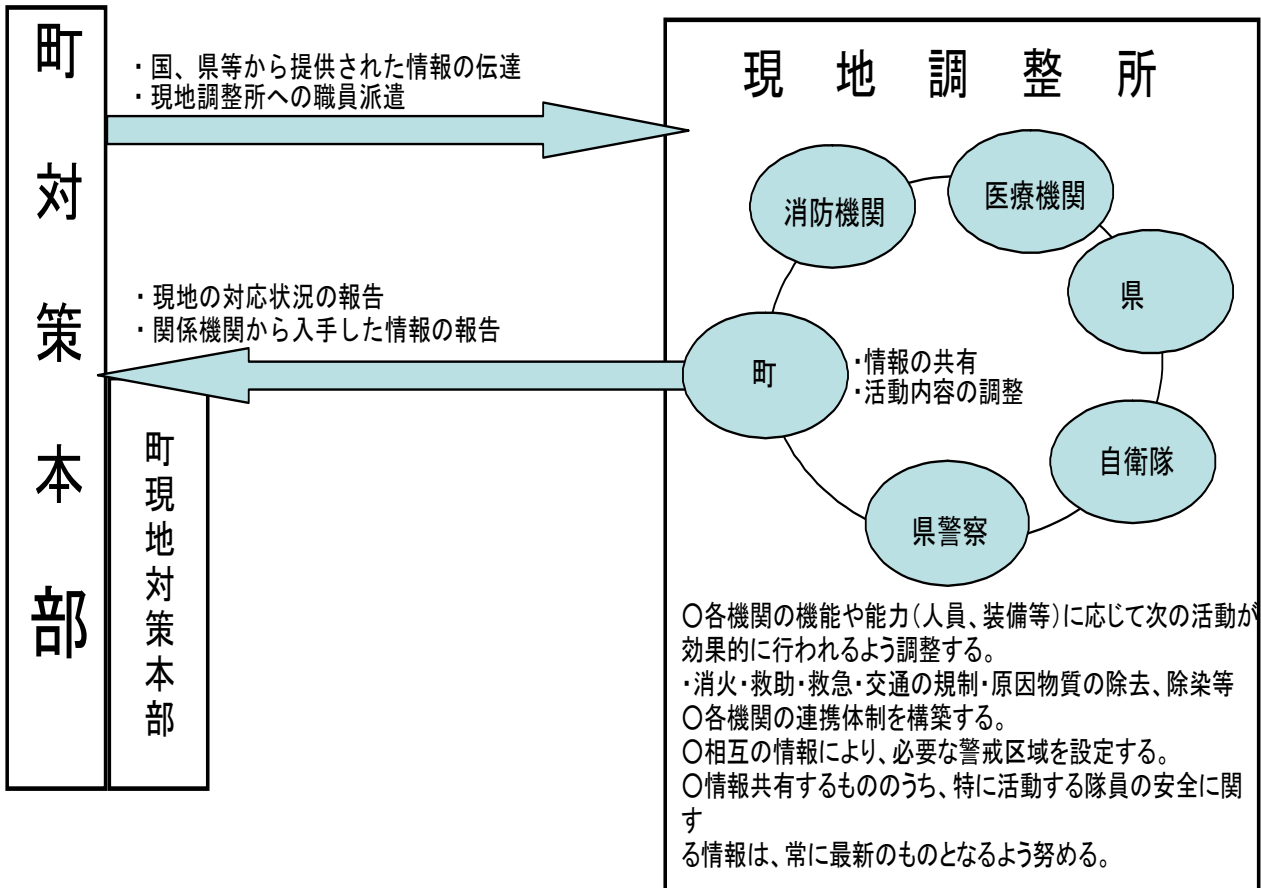 町対策本部
町現地対策本部
・国、県等から提供された情報の伝達
・現地調整所への職員派遣
・現地の対応状況の報告
・関係機関から入手した情報の報告
現地調整所
消防機関
医療機関
県
町
・情報の共有
・活動内容の調整
自衛隊
県警察
〇各機関の機能や能力(人員、装備等)に応じて次の活動が
効果的に行われるよう調整する。
・消火・救助・救急・交通の規制・原因物質の除去、除染等
〇各機関の連携体制を構築する。
〇相互の情報により、必要な警戒区域を設定する。
〇情報共有するもののうち、特に活動する隊員の安全に関
す
る情報は、常に最新のものとなるよう努める。